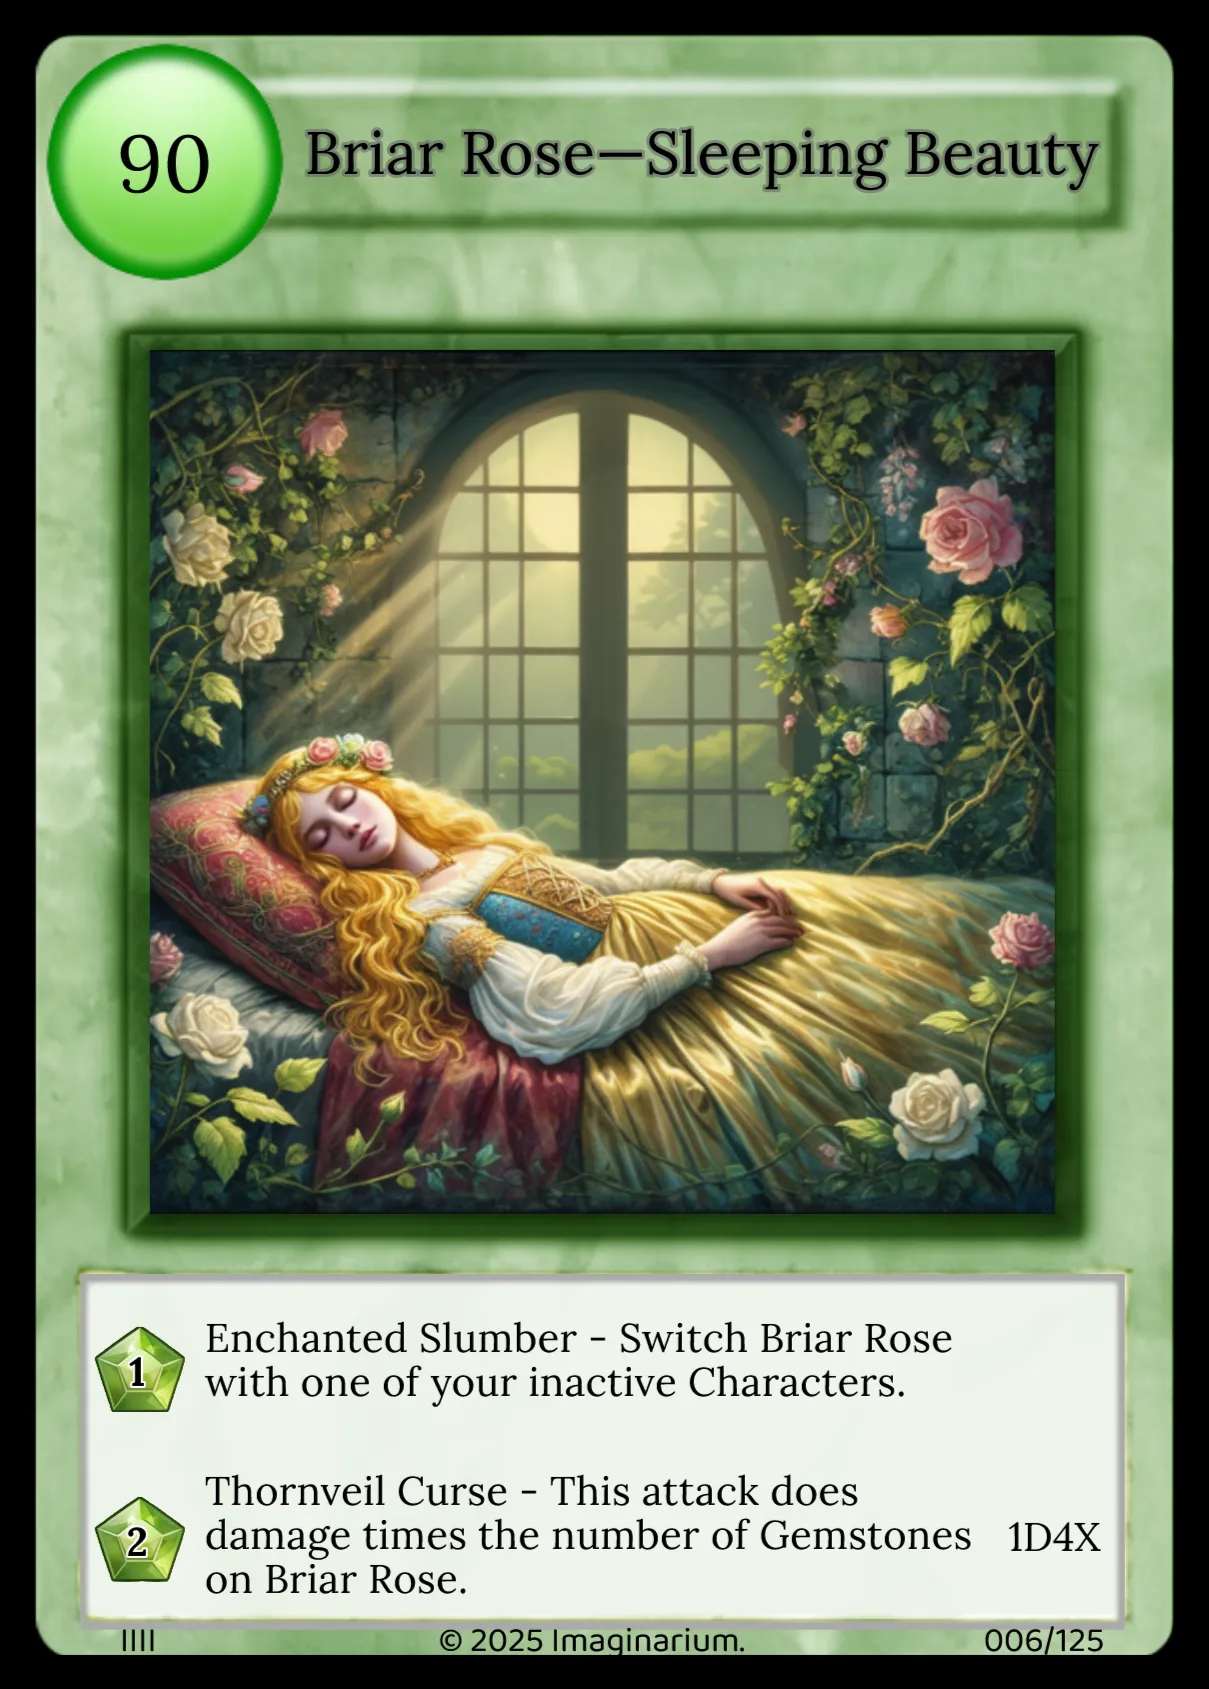 90
Briar Rose—Sleeping Beauty
1
Enchanted Slumber - Switch Briar Rose
with one of your inactive Characters.
2
Thornveil Curse - This attack does
damage times the number of Gemstones
on Briar Rose.
1D4X
IIII
© 2025 Imaginarium.
006/125